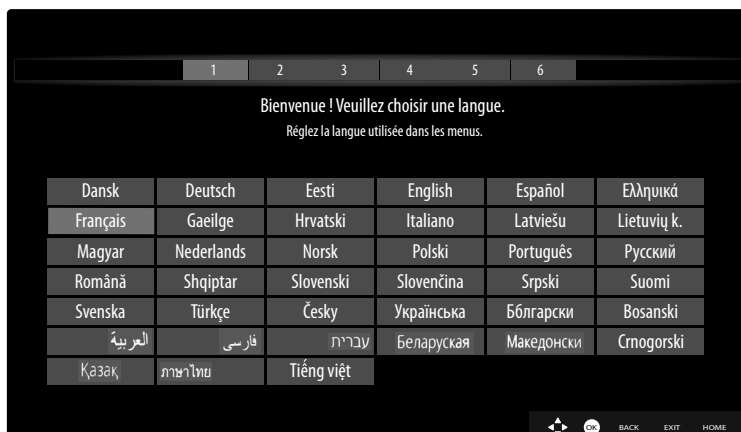 1 2 3 4 5 6
Bienvenue ! Veuillez choisir une langue.
Réglez la langue utilisée dans les menus.
Dansk Deutsch Eesti English Español Ελληυικά
Français Gaeilge Hrvatski Italiano Latviešu Lietuvių k.
Magyar Nederlands Norsk Polski Português Русский
Română Shqiptar Slovenski Slovenčina Srpski Suomi
Svenska Türkçe Česky Українська Бблгарски Bosanski
العربية فارسی עברית Беларуская Македонски Crnogorski
Қазақ ภาษาไทย Tiếng việt
OK BACK EXIT HOME